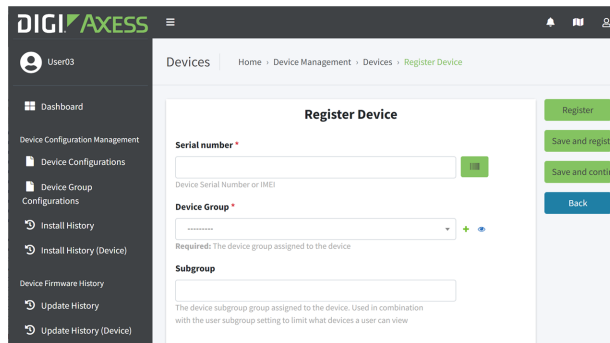 DIGI AXESS
User03
Dashboard
Device Configuration Management
Device Configurations
Device Group
Configurations
Install History
Install History (Device)
Device Firmware History
Update History
Update History (Device)
Devices
Home › Device Management › Devices › Register Device
Register Device
Serial number *
Device Serial Number or IMEI
Device Group *
---------
Required: The device group assigned to the device
Subgroup
The device subgroup group assigned to the device. Used in combination
with the user subgroup setting to limit what devices a user can view
Register
Save and regist
Save and contin
Back